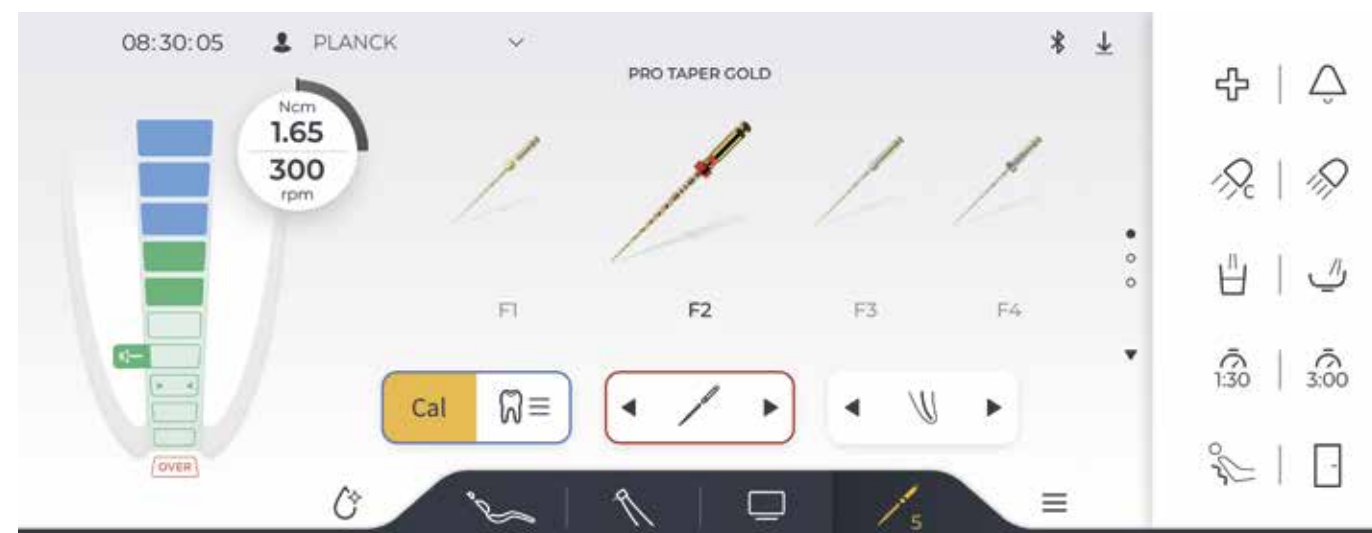 08:30:05 PLANCK
PRO TAPER GOLD
Ncm
1.65
300
rpm
F1 F2 F3 F4
Cal
OVER
5
C
1:30 3:00